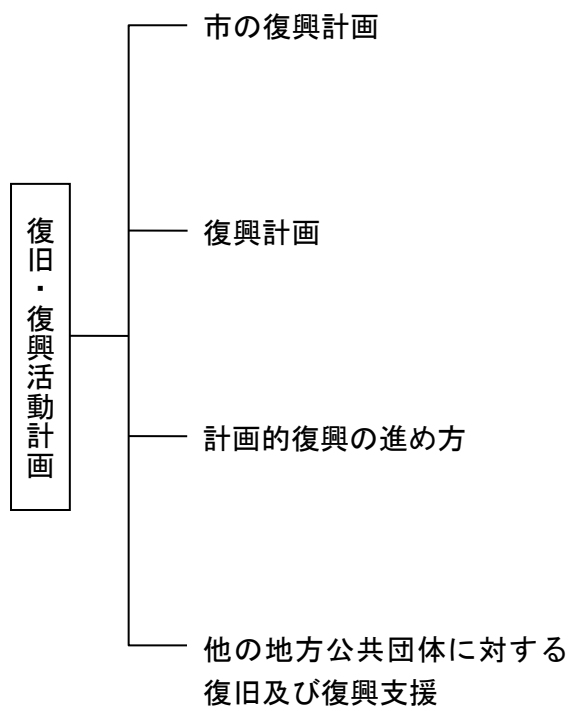 復旧・復興活動計画
市の復興計画
復興計画
計画的復興の進め方
他の地方公共団体に対する
復旧及び復興支援